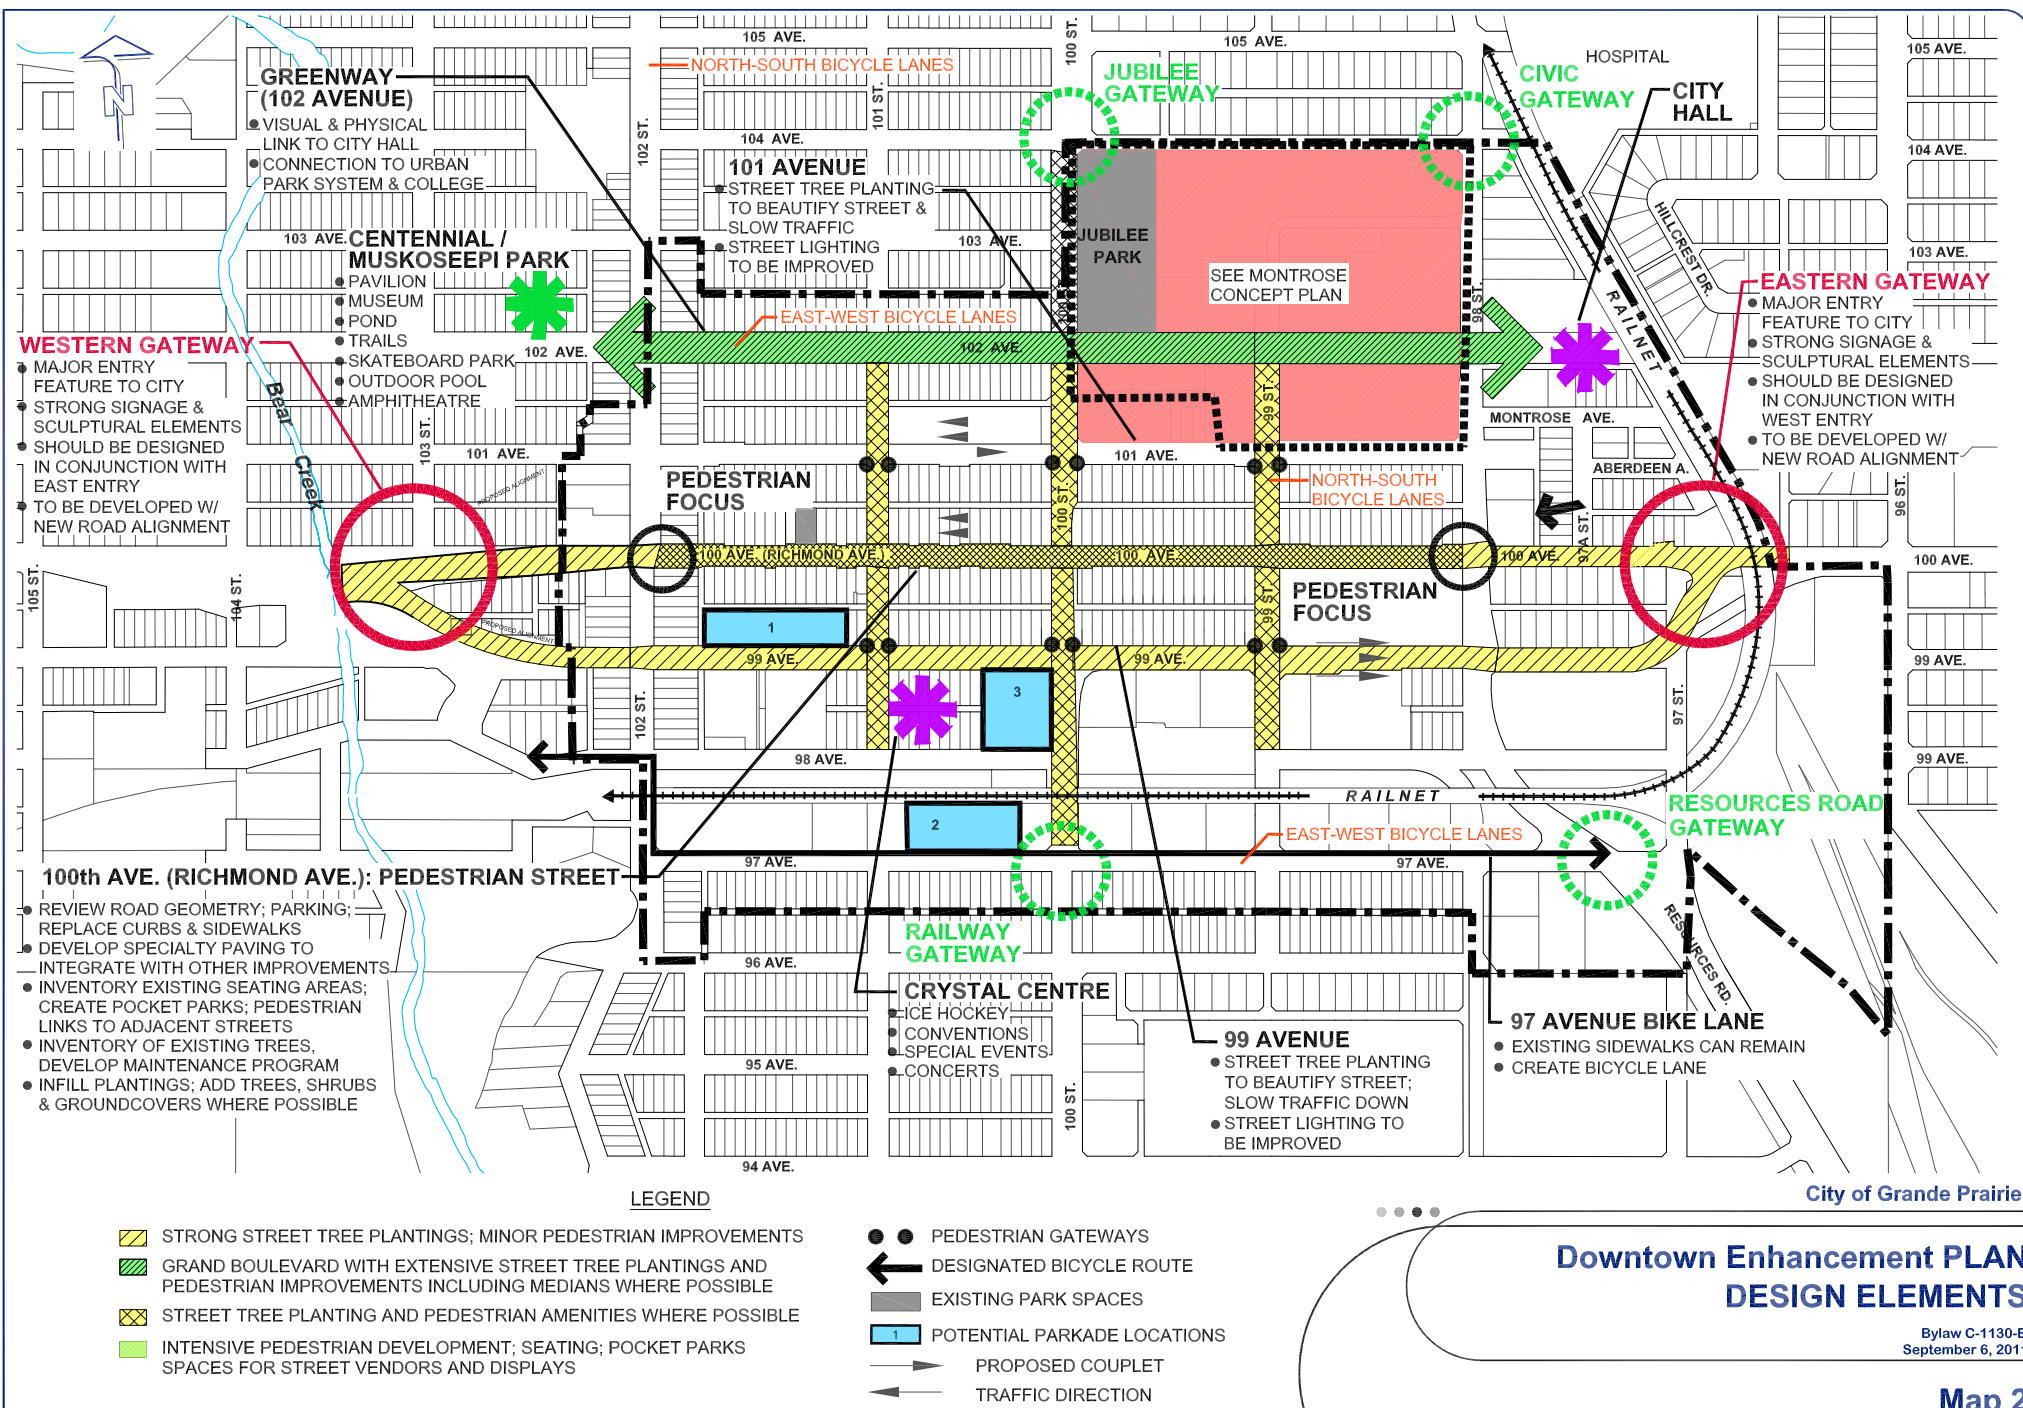 105 AVE.
100 ST.
105 AVE.
105 AVE.
HOSPITAL
NORTH-SOUTH BICYCLE LANES
GREENWAY
(102 AVENUE)
VISUAL & PHYSICAL
LINK TO CITY HALL
CONNECTION TO URBAN
PARK SYSTEM & COLLEGE
N
JUBILEE
GATEWAY
CIVIC
GATEWAY
CITY
HALL
101 ST.
102 ST.
104 AVE.
104 AVE.
101 AVENUE
STREET TREE PLANTING
TO BEAUTIFY STREET &
SLOW TRAFFIC
STREET LIGHTING
TO BE IMPROVED
103 AVE.
103 AVE.
103 AVE.
CENTENNIAL /
MUSKOSEEPI PARK
PAVILION
MUSEUM
POND
TRAILS
SKATEBOARD PARK
OUTDOOR POOL
AMPHITHEATRE
JUBILEE
PARK
SEE MONTROSE
CONCEPT PLAN
98 ST.
HILLCREST DR.
RAILNET
EASTERN GATEWAY
MAJOR ENTRY
FEATURE TO CITY
STRONG SIGNAGE &
SCULPTURAL ELEMENTS
SHOULD BE DESIGNED
IN CONJUNCTION WITH
WEST ENTRY
TO BE DEVELOPED W/
NEW ROAD ALIGNMENT
EAST-WEST BICYCLE LANES
102 AVE.
102 AVE.
WESTERN GATEWAY
MAJOR ENTRY
FEATURE TO CITY
STRONG SIGNAGE &
SCULPTURAL ELEMENTS
SHOULD BE DESIGNED
IN CONJUNCTION WITH
EAST ENTRY
TO BE DEVELOPED W/
NEW ROAD ALIGNMENT
Bear
Creek
103 ST.
101 AVE.
101 AVE.
99 ST.
MONTROSE AVE.
ABERDEEN A.
PROPOSED ALIGNMENT
PEDESTRIAN
FOCUS
NORTH-SOUTH
BICYCLE LANES
100 ST.
97A ST.
96 ST.
100 AVE. (RICHMOND AVE.)
100 AVE.
100 AVE.
100 AVE.
105 ST.
104 ST.
PEDESTRIAN
FOCUS
99 ST.
PROPOSED ALIGNMENT
1
99 AVE.
99 AVE.
99 AVE.
102 ST.
3
97 ST.
98 AVE.
99 AVE.
RAILNET
RESOURCES ROAD
GATEWAY
2
EAST-WEST BICYCLE LANES
97 AVE.
97 AVE.
100th AVE. (RICHMOND AVE.): PEDESTRIAN STREET
REVIEW ROAD GEOMETRY; PARKING;
REPLACE CURBS & SIDEWALKS
DEVELOP SPECIALTY PAVING TO
INTEGRATE WITH OTHER IMPROVEMENTS
INVENTORY EXISTING SEATING AREAS;
CREATE POCKET PARKS; PEDESTRIAN
LINKS TO ADJACENT STREETS
INVENTORY OF EXISTING TREES,
DEVELOP MAINTENANCE PROGRAM
INFILL PLANTINGS; ADD TREES, SHRUBS
& GROUNDCOVERS WHERE POSSIBLE
RAILWAY
GATEWAY
RESOURCES RD.
96 AVE.
CRYSTAL CENTRE
ICE HOCKEY
CONVENTIONS
SPECIAL EVENTS
CONCERTS
99 AVENUE
STREET TREE PLANTING
TO BEAUTIFY STREET;
SLOW TRAFFIC DOWN
STREET LIGHTING TO
BE IMPROVED
97 AVENUE BIKE LANE
EXISTING SIDEWALKS CAN REMAIN
CREATE BICYCLE LANE
95 AVE.
100 ST.
94 AVE.
LEGEND
STRONG STREET TREE PLANTINGS; MINOR PEDESTRIAN IMPROVEMENTS
GRAND BOULEVARD WITH EXTENSIVE STREET TREE PLANTINGS AND
PEDESTRIAN IMPROVEMENTS INCLUDING MEDIANS WHERE POSSIBLE
STREET TREE PLANTING AND PEDESTRIAN AMENITIES WHERE POSSIBLE
INTENSIVE PEDESTRIAN DEVELOPMENT; SEATING; POCKET PARKS
SPACES FOR STREET VENDORS AND DISPLAYS
PEDESTRIAN GATEWAYS
DESIGNATED BICYCLE ROUTE
EXISTING PARK SPACES
1
POTENTIAL PARKADE LOCATIONS
PROPOSED COUPLET
TRAFFIC DIRECTION
City of Grande Prairie
Downtown Enhancement PLAN
DESIGN ELEMENTS
Bylaw C-1130-E
September 6, 2011
Map 2